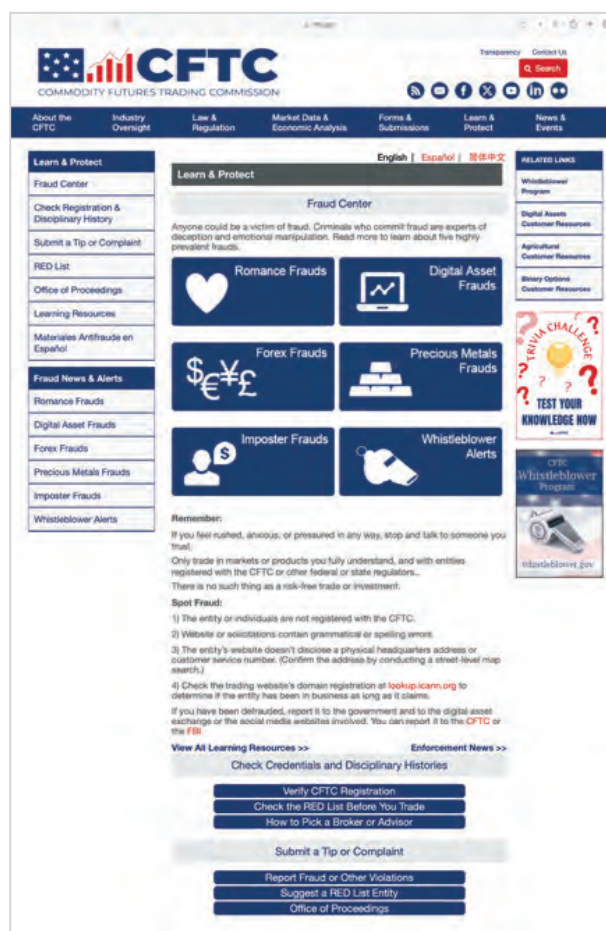 Transparency Contact Us
CFTC
Search
COMMODITY FUTURES TRADING COMMISSION
About the CFTC
Industry Oversight
Law & Regulation
Market Data & Economic Analysis
Forms & Submissions
Learn & Protect
News & Events
Learn & Protect
Fraud Center
Check Registration &
Disciplinary History
Submit a Tip or Complaint
RED List
Office of Proceedings
Learning Resources
Materiales Antifraude en
Español
Fraud News & Alerts
Romance Frauds
Digital Asset Frauds
Forex Frauds
Precious Metals Frauds
Imposter Frauds
Whistleblower Alerts
English | Español | 简体中文
Learn & Protect
Fraud Center
Anyone could be a victim of fraud. Criminals who commit fraud are experts of
deception and emotional manipulation. Read more to learn about five highly
prevalent frauds.
Romance Frauds
Digital Asset
Frauds
Forex Frauds
Precious Metals
Frauds
Imposter Frauds
Whistleblower
Alerts
Remember:
If you feel rushed, anxious, or pressured in any way, stop and talk to someone you
trust.
Only trade in markets or products you fully understand, and with entities
registered with the CFTC or other federal or state regulators..
There is no such thing as a risk-free trade or investment.
Spot Fraud:
1) The entity or individuals are not registered with the CFTC.
2) Website or solicitations contain grammatical or spelling errors.
3) The entity's website doesn't disclose a physical headquarters address or
customer service number. (Confirm the address by conducting a street-level map
search.)
4) Check the trading website's domain registration at lookup.icann.org to
determine if the entity has been in business as long as it claims.
If you have been defrauded, report it to the government and to the digital asset
exchange or the social media websites involved. You can report it to the CFTC or
the FBI
View All Learning Resources >> Enforcement News >>
Check Credentials and Disciplinary Histories
Verify CFTC Registration
Check the RED List Before You Trade
How to Pick a Broker or Advisor
Submit a Tip or Complaint
Report Fraud or Other Violations
Suggest a RED List Entity
Office of Proceedings
RELATED LINKS
Whistleblower
Program
Digital Assets
Customer Resources
Agricultural
Customer Resources
Binary Options
Customer Resources
TRIVIA CHALLENGE
TEST YOUR
KNOWLEDGE NOW
CFTC
Whistleblower
Program
whistleblower.gov